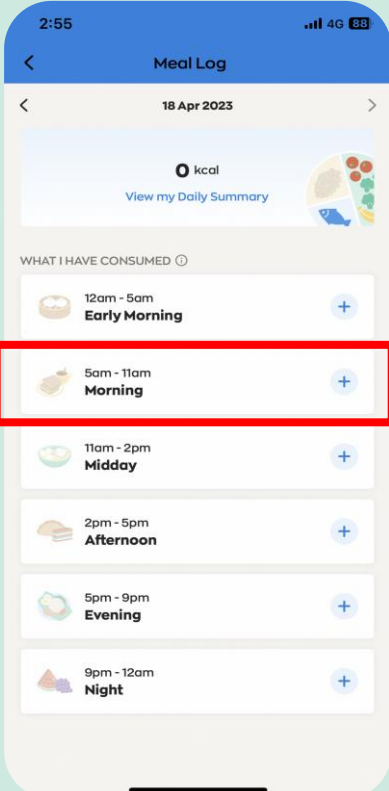 2:55
4G 88
Meal Log
18 Apr 2023
0 kcal
View my Daily Summary
WHAT I HAVE CONSUMED
12am - 5am
Early Morning
5am - 11am
Morning
11am - 2pm
Midday
2pm - 5pm
Afternoon
5pm - 9pm
Evening
9pm - 12am
Night